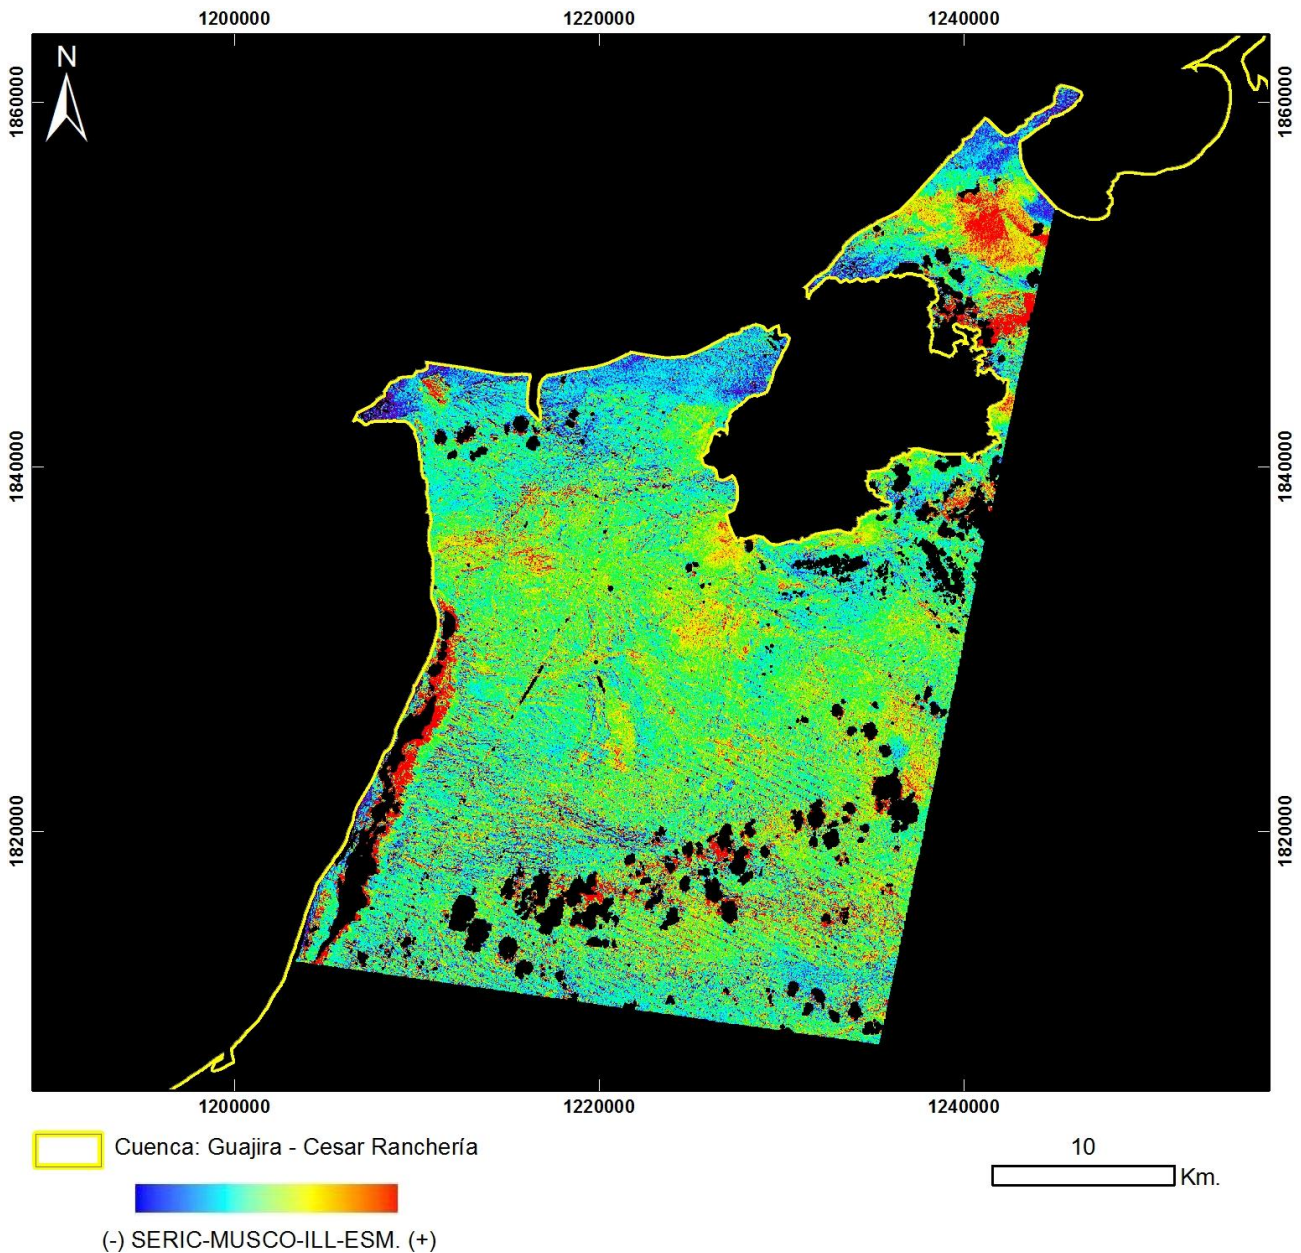 1200000 1220000 1240000
N
1860000 1860000
1840000 1840000
1820000 1820000
1200000 1220000 1240000
Cuenca: Guajira - Cesar Ranchería
10
Km.
(-) SERIC-MUSCO-ILL-ESM. (+)